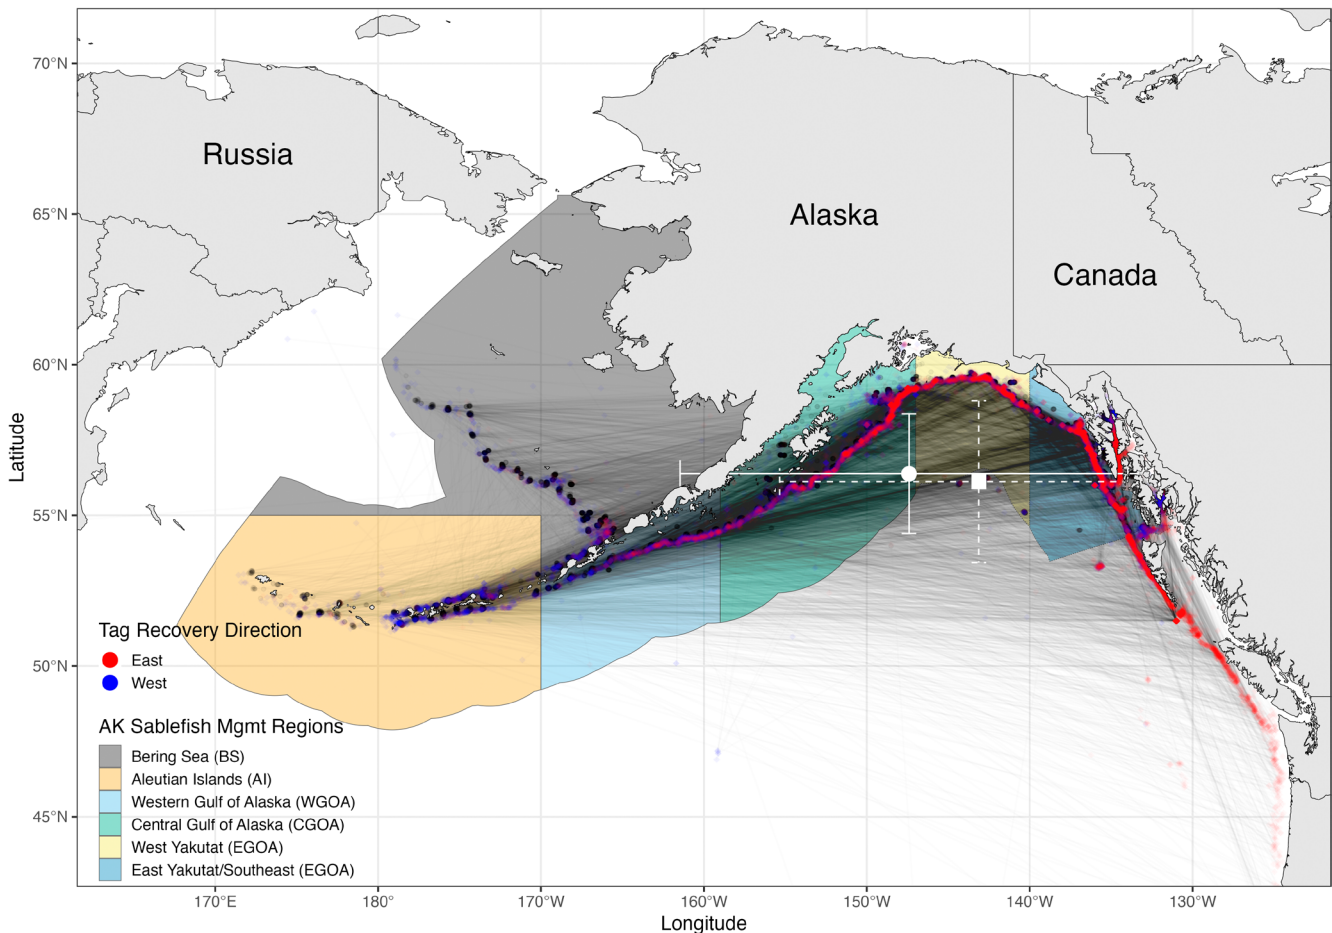 70°N
65°N
60°N
55°N
50°N
45°N
Latitude
Russia
Alaska
Canada
Tag Recovery Direction
East
West
AK Sablefish Mgmt Regions
Bering Sea (BS)
Aleutian Islands (AI)
Western Gulf of Alaska (WGOA)
Central Gulf of Alaska (CGOA)
West Yakutat (EGOA)
East Yakutat/Southeast (EGOA)
170°E
180°
170°W
160°W
150°W
140°W
130°W
Longitude